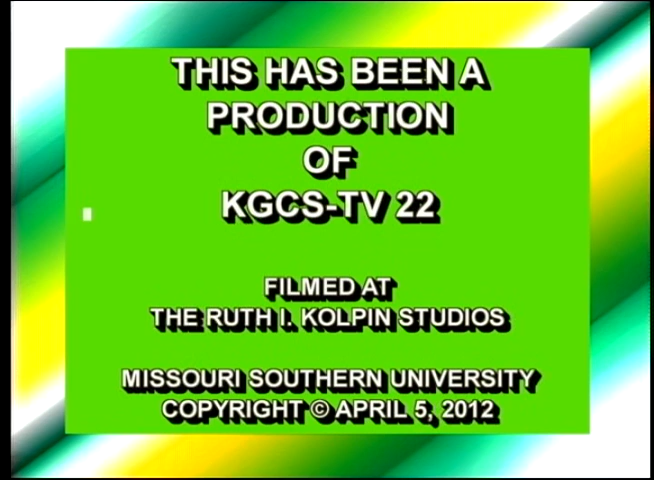 THIS HAS BEEN A
PRODUCTION
OF
KGCS-TV 22
FILMED AT
THE RUTH I. KOLPIN STUDIOS
MISSOURI SOUTHERN UNIVERSITY
COPYRIGHT © APRIL 5, 2012